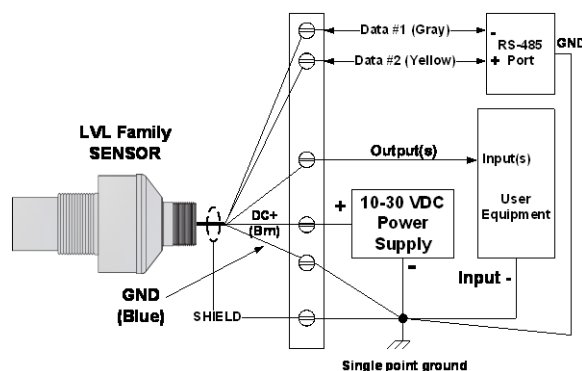 Data #1 (Gray)
-
RS-485
Port
GND
Data #2 (Yellow)
+
LVL Family
SENSOR
Output(s)
Input(s)
User
Equipment
DC+
(Brn)
+
10-30 VDC
Power
Supply
-
Input -
GND
(Blue)
SHIELD
Single point ground